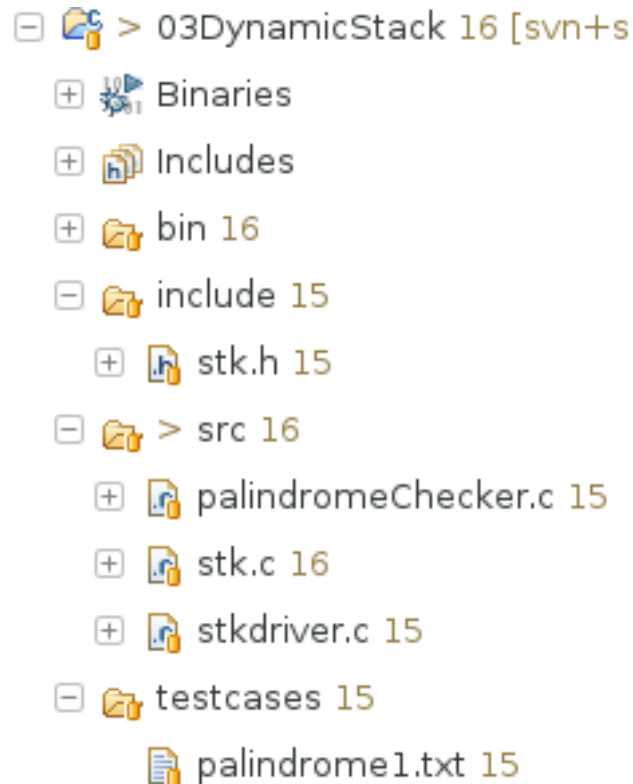 > 03DynamicStack 16 [svn+s
Binaries
Includes
bin 16
include 15
stk.h 15
> src 16
palindromeChecker.c 15
stk.c 16
stkdriver.c 15
testcases 15
palindrome1.txt 15